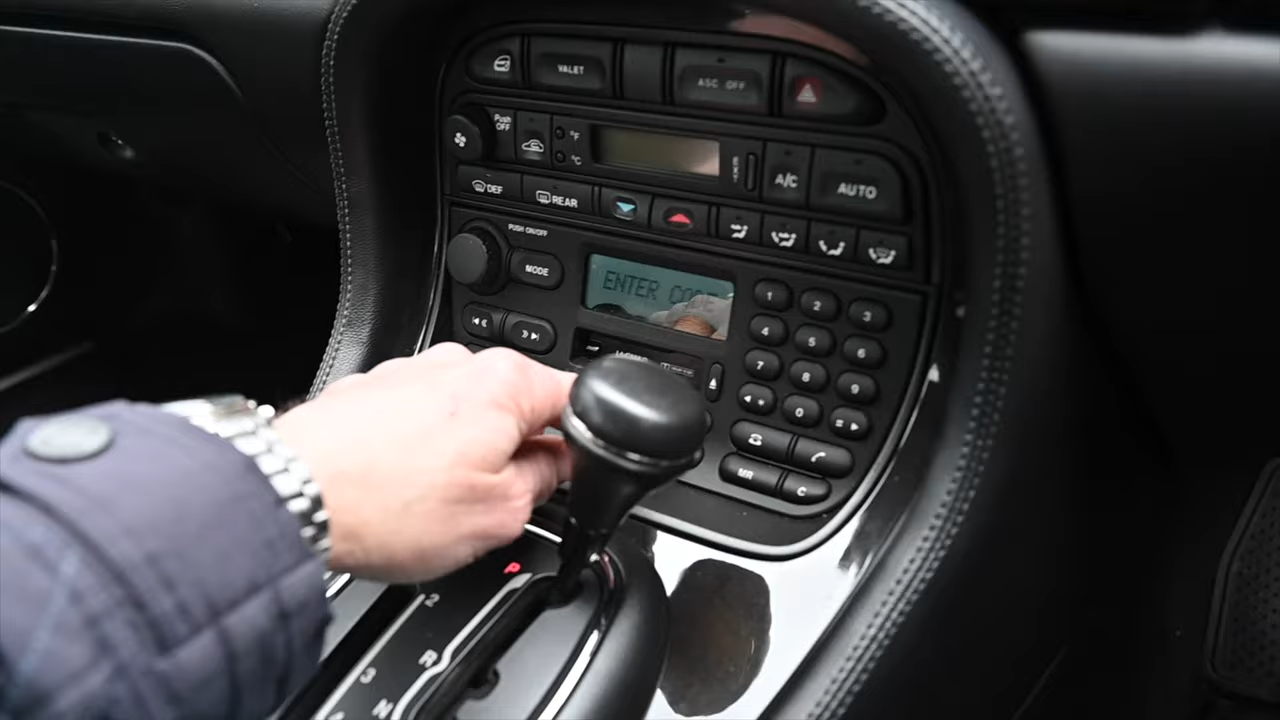 VALET
ASC OFF
Push
OFF
°F
°C
A/C
AUTO
DEF
REAR
PUSH ON/OFF
MODE
ENTER CODE
1
2
3
4
5
6
7
8
9
0
MR
C
P
2
R
3
N